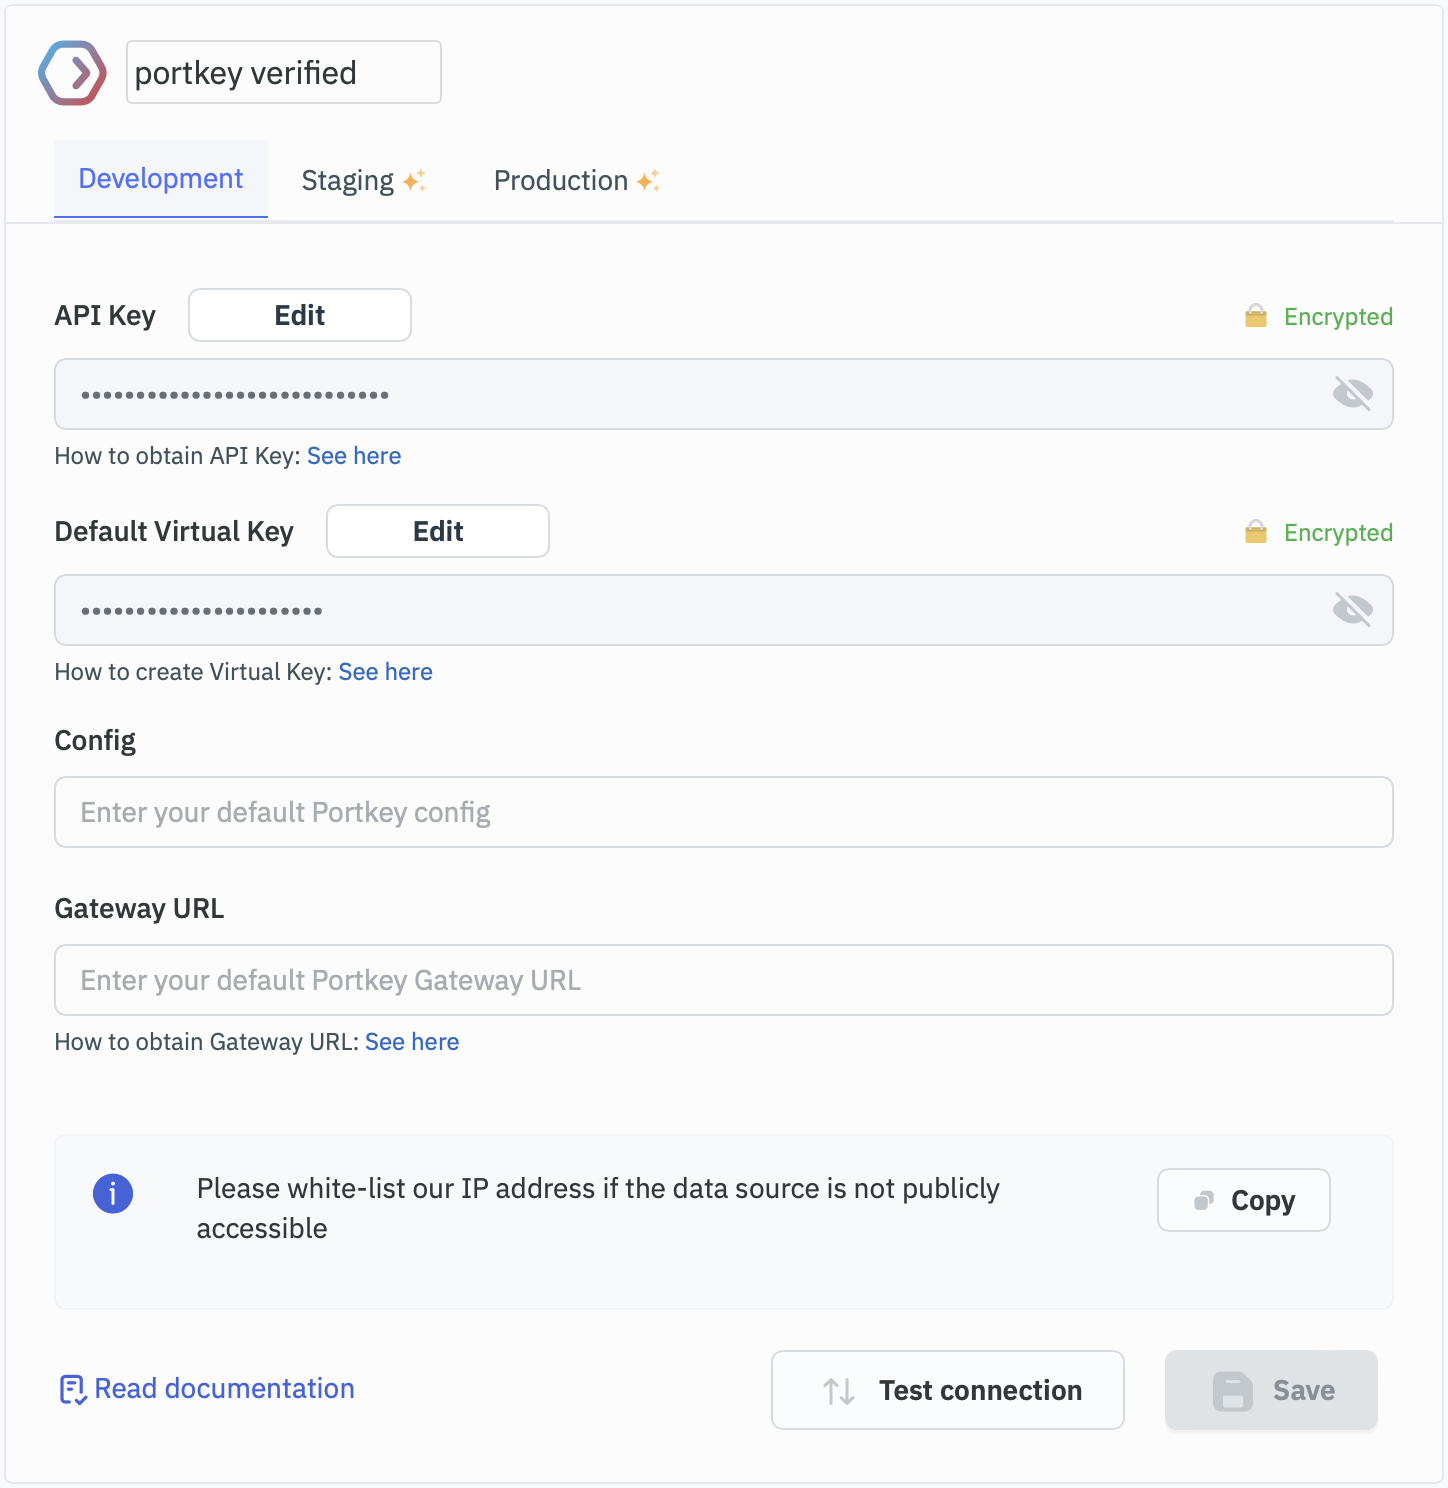 portkey verified
Development
Staging
Production
API Key
Edit
Encrypted
••••••••••••••••••••••••••••
How to obtain API Key: See here
Default Virtual Key
Edit
Encrypted
••••••••••••••••••••••
How to create Virtual Key: See here
Config
Enter your default Portkey config
Gateway URL
Enter your default Portkey Gateway URL
How to obtain Gateway URL: See here
Please white-list our IP address if the data source is not publicly
accessible
Copy
Read documentation
Test connection
Save